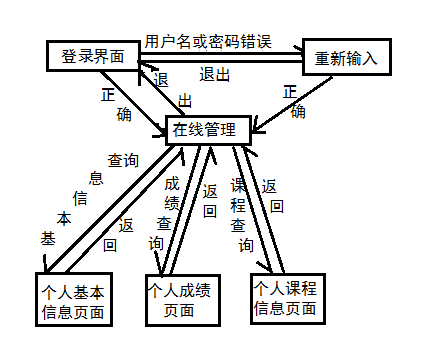 用户名或密码错误
登录界面
重新输入
退出
退出
正确
正确
在线管理
基本信息查询
返回
成绩查询
返回
课程查询
返回
个人基本
信息页面
个人成绩
页面
个人课程
信息页面